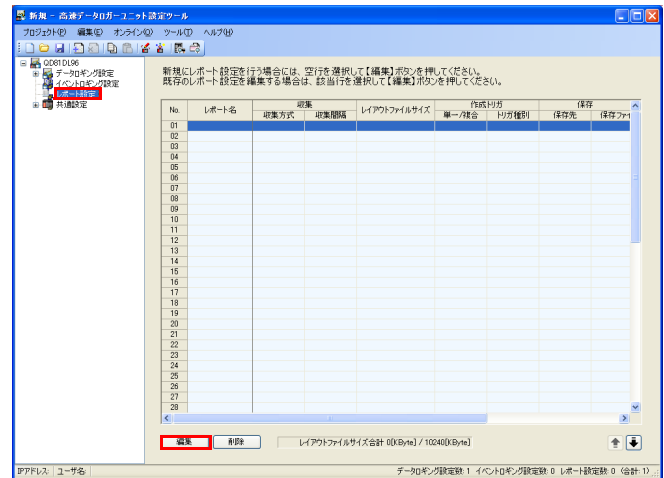 新規 - 高速データロガーユニット設定ツール
プロジェクト(P) 編集(E) オンライン(O) ツール(T) ヘルプ(H)
QD81DL96
データロギング設定
イベントロギング設定
レポート設定
共通設定
新規にレポート設定を行う場合には、空行を選択して【編集】ボタンを押してください。
既存のレポート設定を編集する場合は、該当行を選択して【編集】ボタンを押してください。
No. レポート名 収集 レイアウトファイルサイズ 作成トリガ 保存
収集方式 収集間隔 単一/複合 トリガ種別 保存先 保存ファイ
01
02
03
04
05
06
07
08
09
10
11
12
13
14
15
16
17
18
19
20
21
22
23
24
25
26
27
28
編集 削除 レイアウトファイルサイズ合計 0[KByte] / 10240[KByte]
IPアドレス: ユーザ名: データロギング設定数: 1 イベントロギング設定数: 0 レポート設定数: 0 (合計: 1)